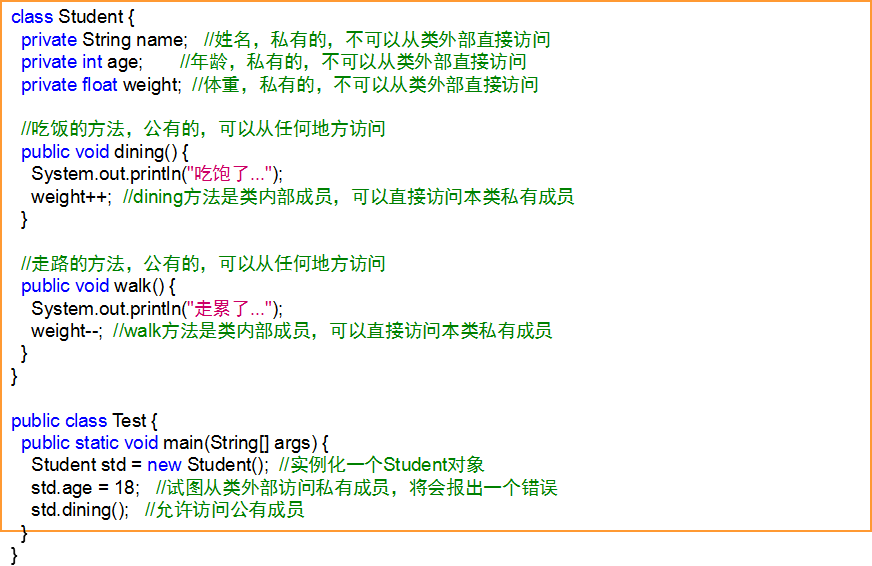 class Student {
private String name; //姓名，私有的，不可以从类外部直接访问
private int age; //年龄，私有的，不可以从类外部直接访问
private float weight; //体重，私有的，不可以从类外部直接访问
//吃饭的方法，公有的，可以从任何地方访问
public void dining() {
System.out.println("吃饱了...");
weight++; //dining方法是类内部成员，可以直接访问本类私有成员
}
//走路的方法，公有的，可以从任何地方访问
public void walk() {
System.out.println("走累了...");
weight--; //walk方法是类内部成员，可以直接访问本类私有成员
}
}
public class Test {
public static void main(String[] args) {
Student std = new Student(); //实例化一个Student对象
std.age = 18; //试图从类外部访问私有成员，将会报出一个错误
std.dining(); //允许访问公有成员
}
}